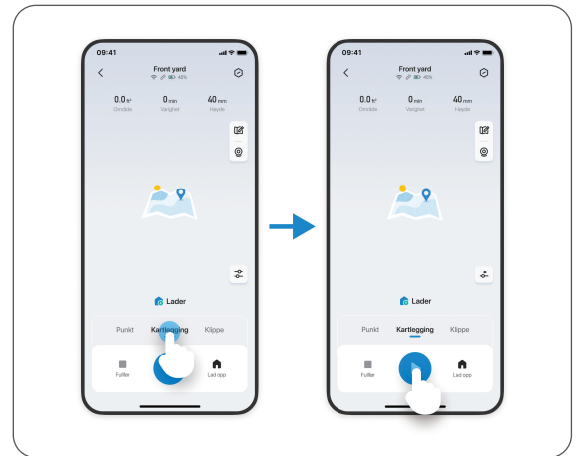 09:41
Front yard
45%
0.0 ft² 0 min 40 mm
Område Varighet Høyde
Lader
Punkt Kartlegging Klippe
Fullfør Lad opp
09:41
Front yard
45%
0.0 ft² 0 min 40 mm
Område Varighet Høyde
Lader
Punkt Kartlegging Klippe
Fullfør Lad opp